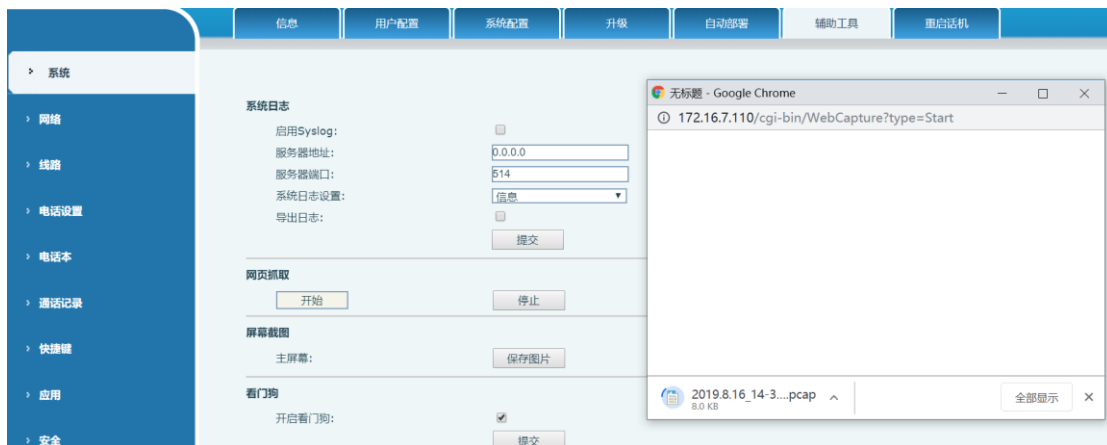 信息 用户配置 系统配置 升级 自动部署 辅助工具 重启话机
系统
网络
线路
电话设置
电话本
通话记录
快捷键
应用
安全
系统日志
启用Syslog:
服务器地址: 0.0.0.0
服务器端口: 514
系统日志设置: 信息
导出日志:
提交
网页抓取
开始 停止
屏幕截图
主屏幕: 保存图片
看门狗
开启看门狗:
提交
无标题 - Google Chrome
172.16.7.110/cgi-bin/WebCapture?type=Start
2019.8.16_14-3....pcap
8.0 KB
全部显示